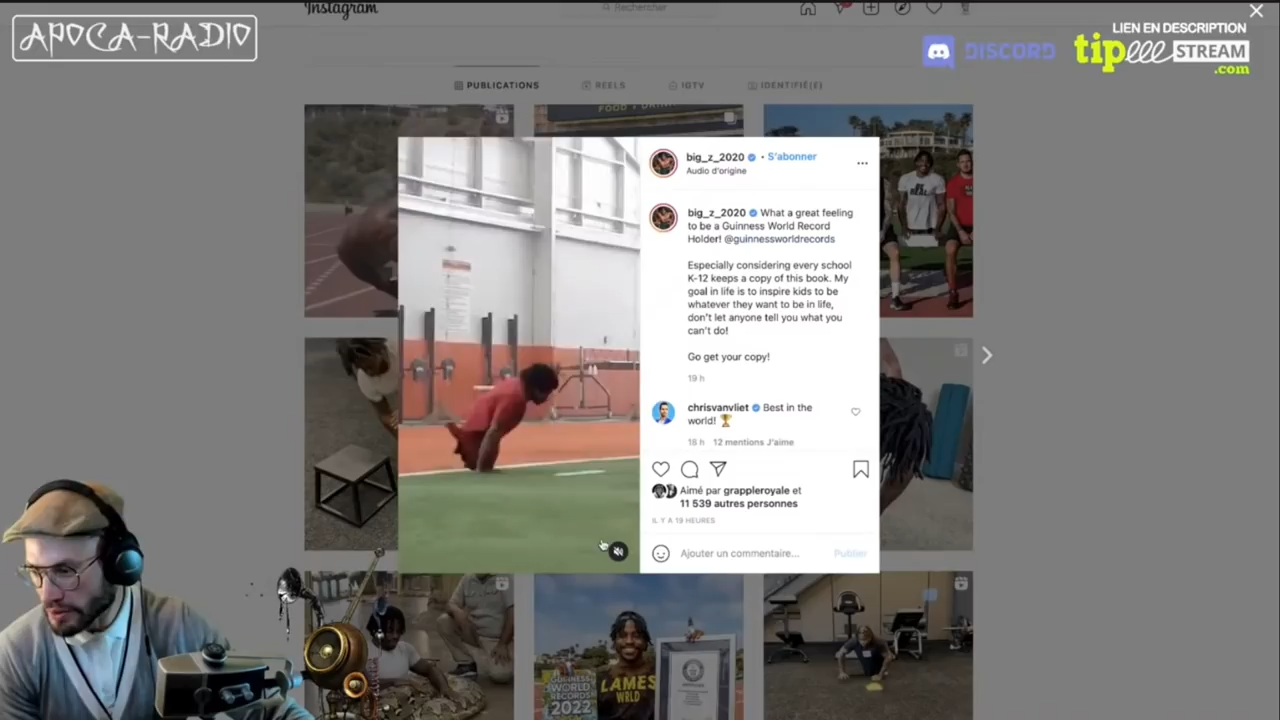 Instagram
Rechercher
APOCA-RADIO
LIEN EN DESCRIPTION
DISCORD
tipeee STREAM
.com
PUBLICATIONS
REELS
IGTV
IDENTIFIÉ(E)
FOOD
big_z_2020 • S'abonner
Audio d'origine
big_z_2020 What a great feeling
to be a Guinness World Record
Holder! @guinnessworldrecords
Especially considering every school
K-12 keeps a copy of this book. My
goal in life is to inspire kids to be
whatever they want to be in life,
don't let anyone tell you what you
can't do!
Go get your copy!
19 h
chrisvanvliet Best in the
world! 🏆
18 h 12 mentions J'aime
Aimé par grappleroyale et
11 539 autres personnes
IL Y A 19 HEURES
Ajouter un commentaire...
Publier
GUINNESS
WORLD
RECORDS
2022
LAMES
WRLD